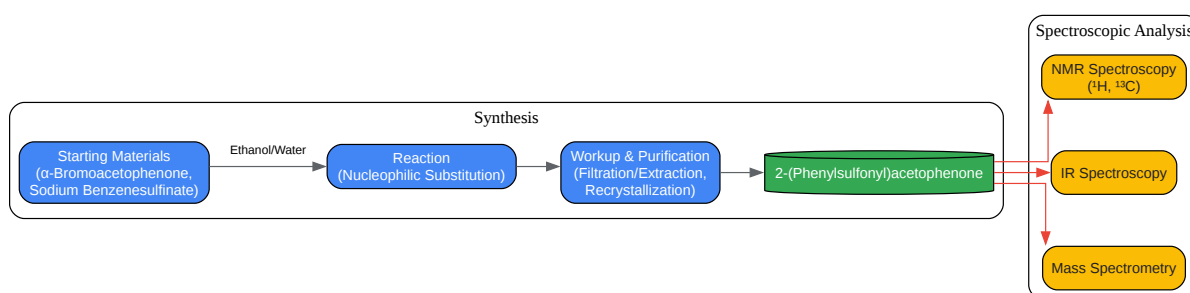 Synthesis
Starting Materials
(α-Bromoacetophenone,
Sodium Benzenesulfinate)
Ethanol/Water
Reaction
(Nucleophilic Substitution)
Workup & Purification
(Filtration/Extraction,
Recrystallization)
2-(Phenylsulfonyl)acetophenone
Spectroscopic Analysis
NMR Spectroscopy
(¹H, ¹³C)
IR Spectroscopy
Mass Spectrometry